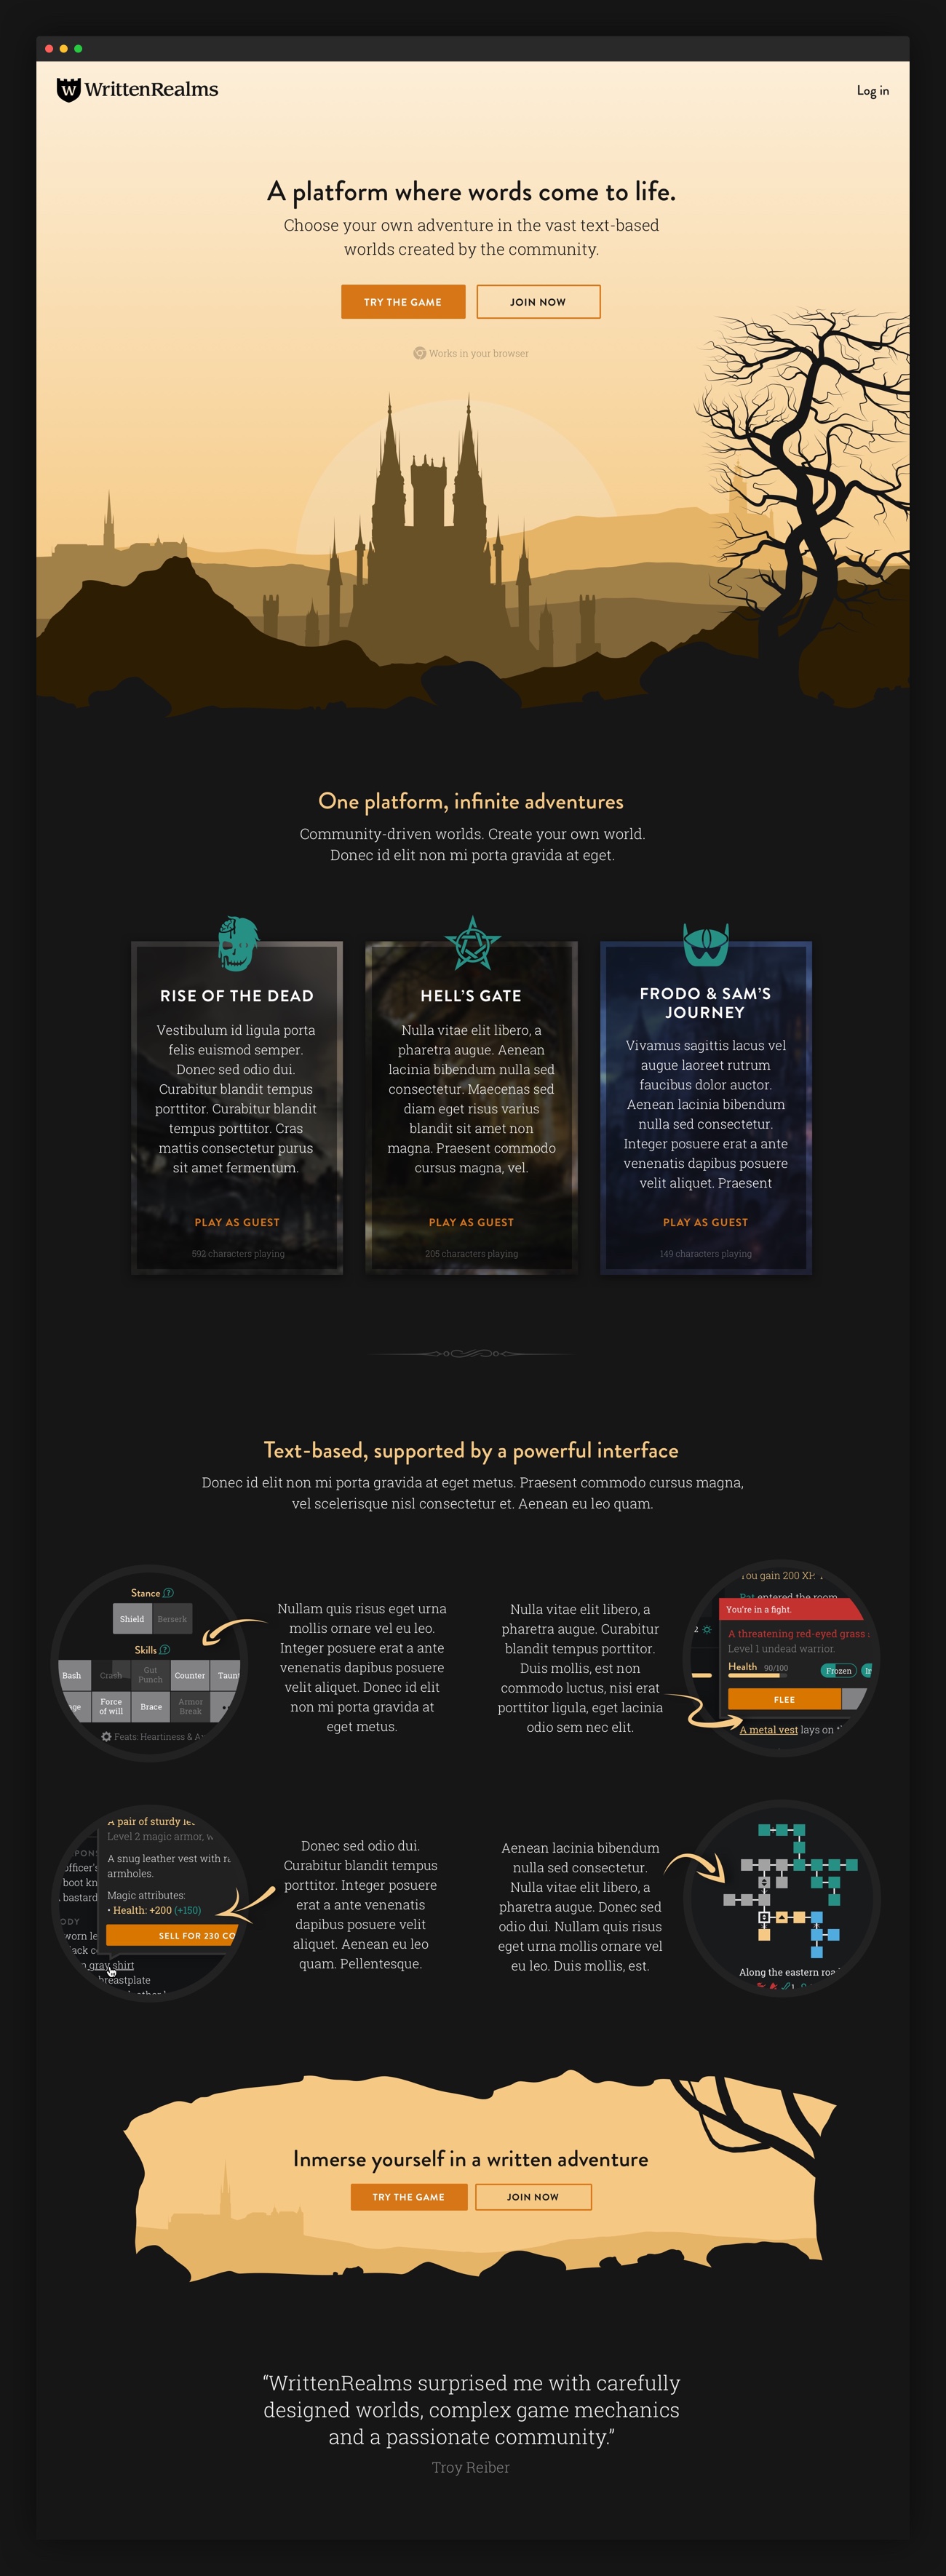 WrittenRealms
Log in
A platform where words come to life.
Choose your own adventure in the vast text-based
worlds created by the community.
TRY THE GAME
JOIN NOW
Works in your browser
One platform, infinite adventures
Community-driven worlds. Create your own world.
Donec id elit non mi porta gravida at eget.
RISE OF THE DEAD
Vestibulum id ligula porta
felis euismod semper.
Donec sed odio dui.
Curabitur blandit tempus
porttitor. Curabitur blandit
tempus porttitor. Cras
mattis consectetur purus
sit amet fermentum.
PLAY AS GUEST
592 characters playing
HELL'S GATE
Nulla vitae elit libero, a
pharetra augue. Aenean
lacinia bibendum nulla sed
consectetur. Maecenas sed
diam eget risus varius
blandit sit amet non
magna. Praesent commodo
cursus magna, vel.
PLAY AS GUEST
205 characters playing
FRODO & SAM'S
JOURNEY
Vivamus sagittis lacus vel
augue laoreet rutrum
faucibus dolor auctor.
Aenean lacinia bibendum
nulla sed consectetur.
Integer posuere erat a ante
venenatis dapibus posuere
velit aliquet. Praesent
PLAY AS GUEST
149 characters playing
Text-based, supported by a powerful interface
Donec id elit non mi porta gravida at eget metus. Praesent commodo cursus magna,
vel scelerisque nisl consectetur et. Aenean eu leo quam.
Stance ?
Shield
Berserk
Skills ?
Bash
Crash
Gut
Punch
Counter
Taunt
Force
of will
Brace
Armor
Break
Feats: Heartiness &
Nullam quis risus eget urna
mollis ornare vel eu leo.
Integer posuere erat a ante
venenatis dapibus posuere
velit aliquet. Donec id elit
non mi porta gravida at
eget metus.
Nulla vitae elit libero, a
pharetra augue. Curabitur
blandit tempus porttitor.
Duis mollis, est non
commodo luctus, nisi erat
porttitor ligula, eget lacinia
odio sem nec elit.
You gain 200 XP.
Pat entered the room
You're in a fight.
2
A threatening red-eyed grass
Level 1 undead warrior.
Health 90/100
Frozen
FLEE
A metal vest lays on
A pair of sturdy
Level 2 magic armor,
A snug leather vest with
armholes.
Magic attributes:
• Health: +200 (+150)
SELL FOR 230 CO
officer's
boot kn
bastard
ODY
worn le
gray shirt
breastplate
Donec sed odio dui.
Curabitur blandit tempus
porttitor. Integer posuere
erat a ante venenatis
dapibus posuere velit
aliquet. Aenean eu leo
quam. Pellentesque.
Aenean lacinia bibendum
nulla sed consectetur.
Nulla vitae elit libero, a
pharetra augue. Donec sed
odio dui. Nullam quis risus
eget urna mollis ornare vel
eu leo. Duis mollis, est.
Along the eastern roa
Inmerse yourself in a written adventure
TRY THE GAME
JOIN NOW
“WrittenRealms surprised me with carefully
designed worlds, complex game mechanics
and a passionate community.”
Troy Reiber